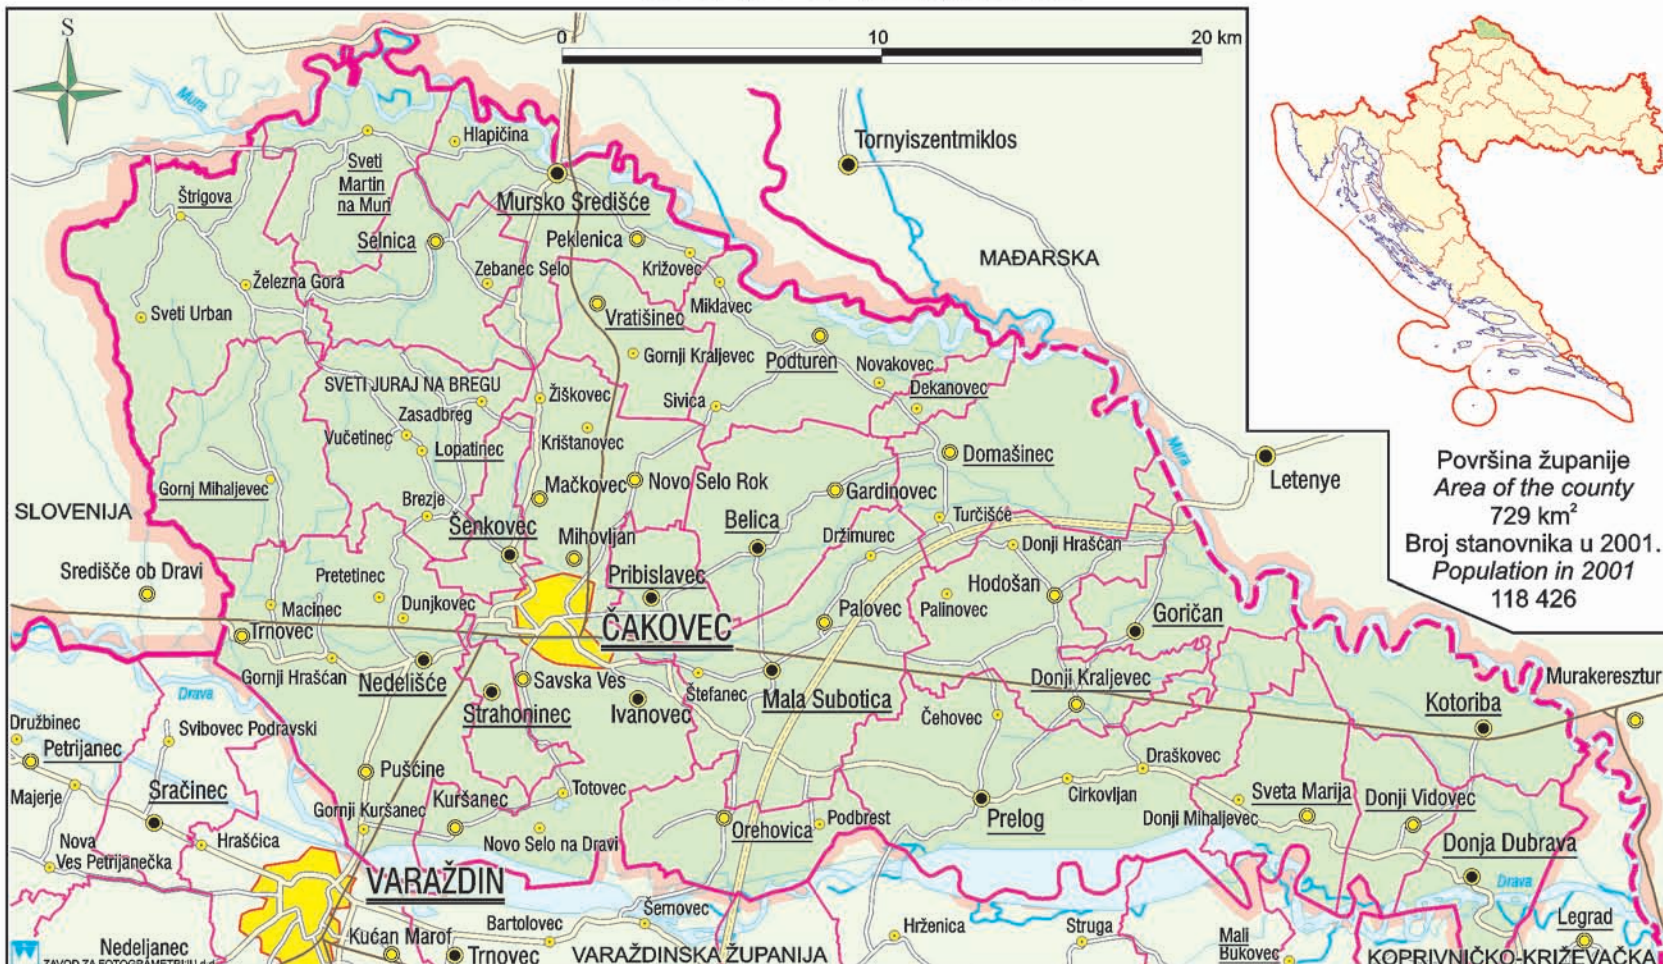 S
0 10 20 km
Mura
Hlapičina
Tornyiszentmiklos
Sveti
Martin
na Muri
Štrigova
Mursko Središće
Selnica
Peklenica
MAĐARSKA
Železna Gora
Zebanec Selo
Križovec
Miklavec
Sveti Urban
Vratišinec
Gornji Kraljevec
Podturen
Novakovec
Dekanovec
SVETI JURAJ NA BREGU
Žiškovec
Sivica
Zasadbreg
Vučetinec
Lopatinec
Krištanovec
Domašinec
Mura
Letenye
Površina županije
Area of the county
729 km²
Broj stanovnika u 2001.
Population in 2001
118 426
Gornj Mihaljevec
Mačkovec
Novo Selo Rok
Gardinovec
SLOVENIJA
Brezje
Šenkovec
Belica
Turčišće
Mihovljan
Držimurec
Donji Hrašćan
Središče ob Dravi
Pretetinec
Pribislavec
Hodošan
Macinec
Dunjkovec
Palovec
Palinovec
Goričan
Trnovec
ČAKOVEC
Gornji Hrašćan
Nedelišće
Savska Ves
Štefanec
Donji Kraljevec
Murakeresztur
Drava
Strahoninec
Ivanovec
Mala Subotica
Čehovec
Kotoriba
Družbinec
Svibovec Podravski
Petrijanec
Draškovec
Pušćine
Totovec
Cirkovljan
Majerje
Sračinec
Gornji Kuršanec
Kuršanec
Orehovica
Podbrest
Prelog
Donji Mihaljevec
Sveta Marija
Donji Vidovec
Nova
Ves Petrijanečka
Hrašćica
Novo Selo na Dravi
Donja Dubrava
VARAŽDIN
Drava
Bartolovec
Šemovec
Hrženica
Struga
Legrad
Nedeljanec
Kućan Marof
Trnovec
VARAŽDINSKA ŽUPANIJA
Mali
Bukovec
KOPRIVNIČKO-KRIŽEVAČKA
ZAVOD ZA FOTOGRAMETRIJU d.d.